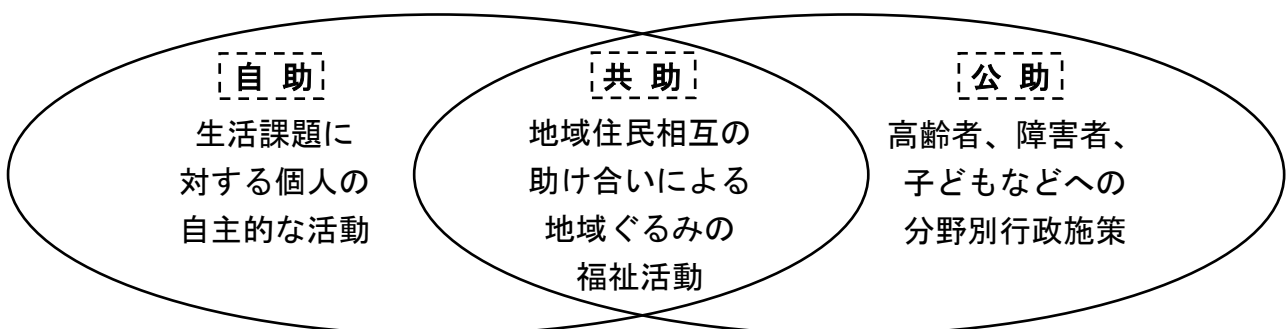 自 助
生活課題に
対する個人の
自主的な活動
共 助
地域住民相互の
助け合いによる
地域ぐるみの
福祉活動
公 助
高齢者、障害者、
子どもなどへの
分野別行政施策